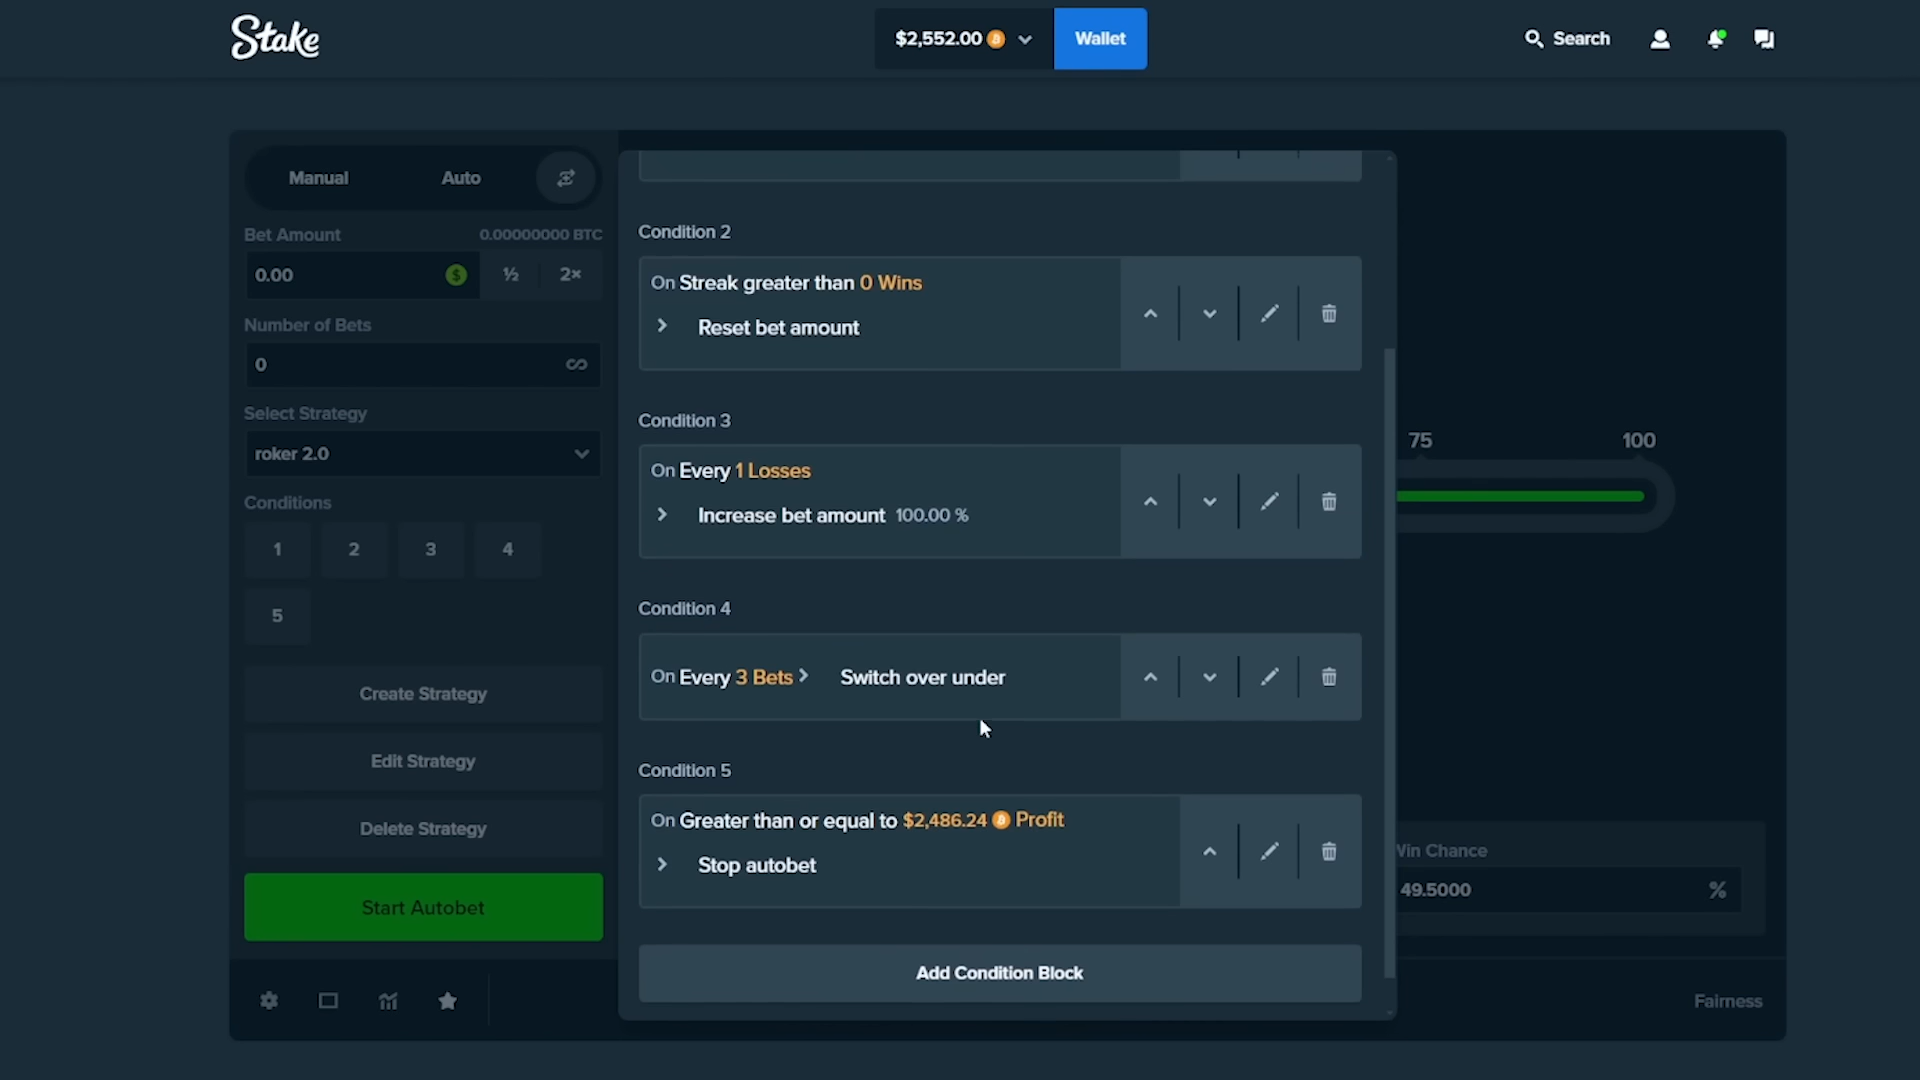 Stake
$2,552.00
Wallet
Search
Manual
Auto
Bet Amount
0.00000000 BTC
0.00
$
½
2×
Number of Bets
0
Select Strategy
roker 2.0
Conditions
1
2
3
4
5
Create Strategy
Edit Strategy
Delete Strategy
Start Autobet
Condition 2
On Streak greater than 0 Wins
Reset bet amount
Condition 3
On Every 1 Losses
Increase bet amount 100.00 %
Condition 4
On Every 3 Bets Switch over under
Condition 5
On Greater than or equal to $2,486.24 Profit
Stop autobet
Add Condition Block
75
100
Win Chance
49.5000
%
Fairness